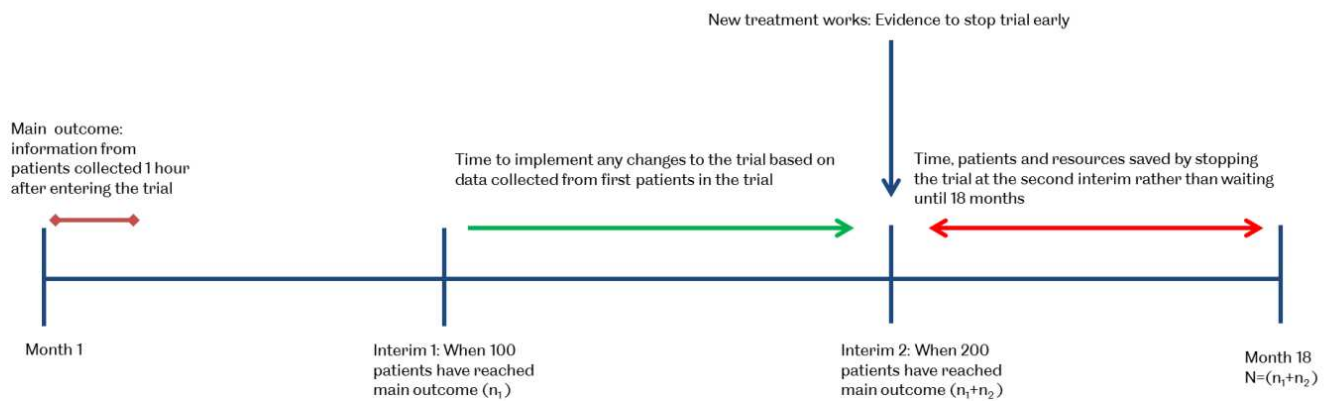 New treatment works: Evidence to stop trial early
Main outcome:
information from
patients collected 1 hour
after entering the trial
Time to implement any changes to the trial based on
data collected from first patients in the trial
Time, patients and resources saved by stopping
the trial at the second interim rather than waiting
until 18 months
Month 1
Interim 1: When 100
patients have reached
main outcome (n₁)
Interim 2: When 200
patients have reached
main outcome (n₁+n₂)
Month 18
N=(n₁+n₂)